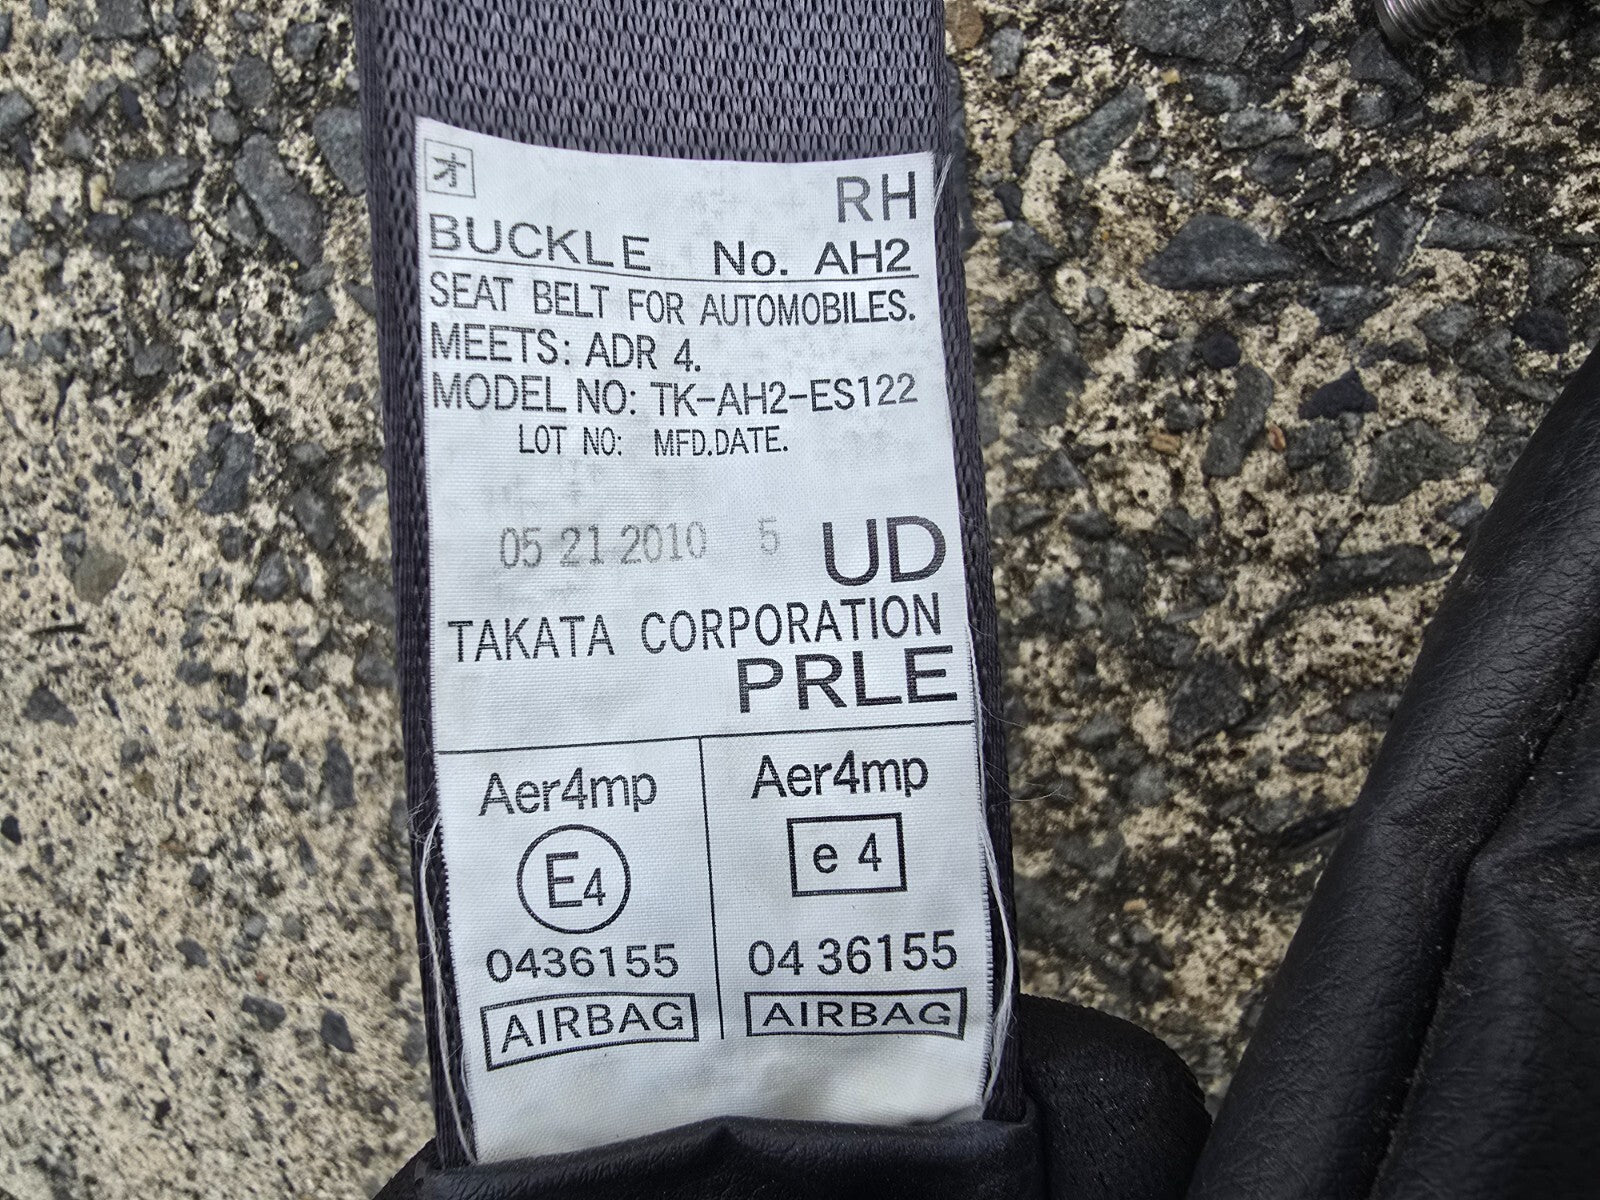 オ
RH
BUCKLE No. AH2
SEAT BELT FOR AUTOMOBILES.
MEETS: ADR 4.
MODEL NO: TK-AH2-ES122
LOT NO: MFD.DATE.
05 21 2010 5 UD
TAKATA CORPORATION
PRLE
Aer4mp
E4
0436155
AIRBAG
Aer4mp
e 4
04 36155
AIRBAG